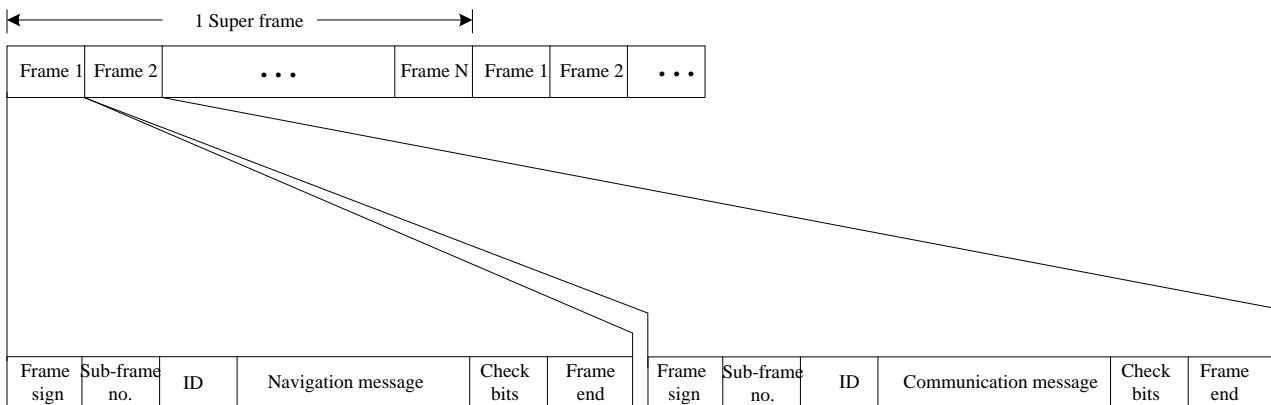 1 Super frame
Frame 1 Frame 2 ... Frame N Frame 1 Frame 2 ...
Frame sign Sub-frame no. ID Navigation message Check bits Frame end Frame sign Sub-frame no. ID Communication message Check bits Frame end